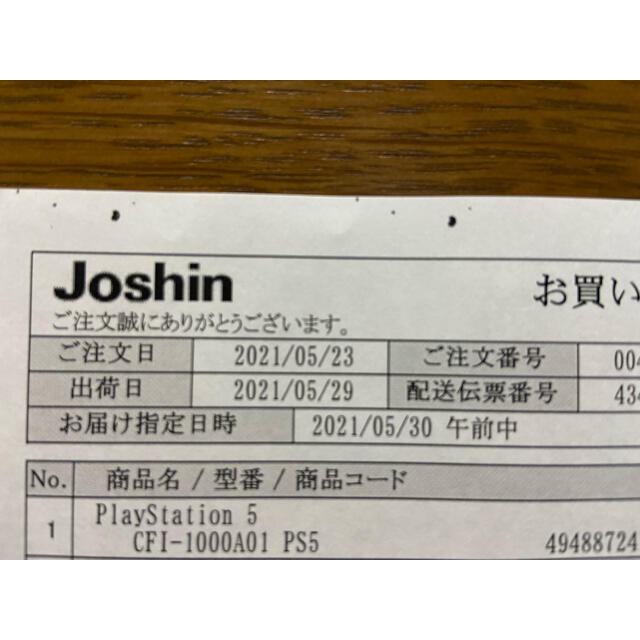 Joshin
お買い
ご注文誠にありがとうございます。
ご注文日 2021/05/23 ご注文番号 004
出荷日 2021/05/29 配送伝票番号 434
お届け指定日時 2021/05/30 午前中
No. 商品名 / 型番 / 商品コード
1 PlayStation 5
CFI-1000A01 PS5 49488724